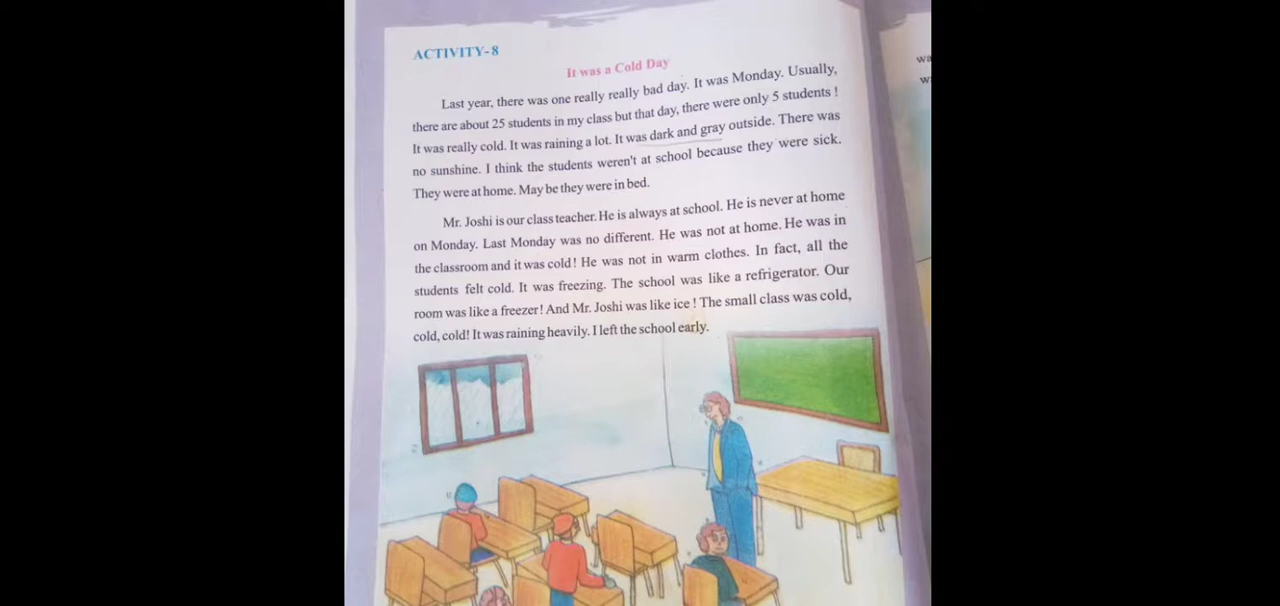 ACTIVITY-8
It was a Cold Day
Last year, there was one really really bad day. It was Monday. Usually,
there are about 25 students in my class but that day, there were only 5 students !
It was really cold. It was raining a lot. It was dark and gray outside. There was
no sunshine. I think the students weren't at school because they were sick.
They were at home. May be they were in bed.
Mr. Joshi is our class teacher. He is always at school. He is never at home
on Monday. Last Monday was no different. He was not at home. He was in
the classroom and it was cold! He was not in warm clothes. In fact, all the
students felt cold. It was freezing. The school was like a refrigerator. Our
room was like a freezer! And Mr. Joshi was like ice ! The small class was cold,
cold, cold! It was raining heavily. I left the school early.